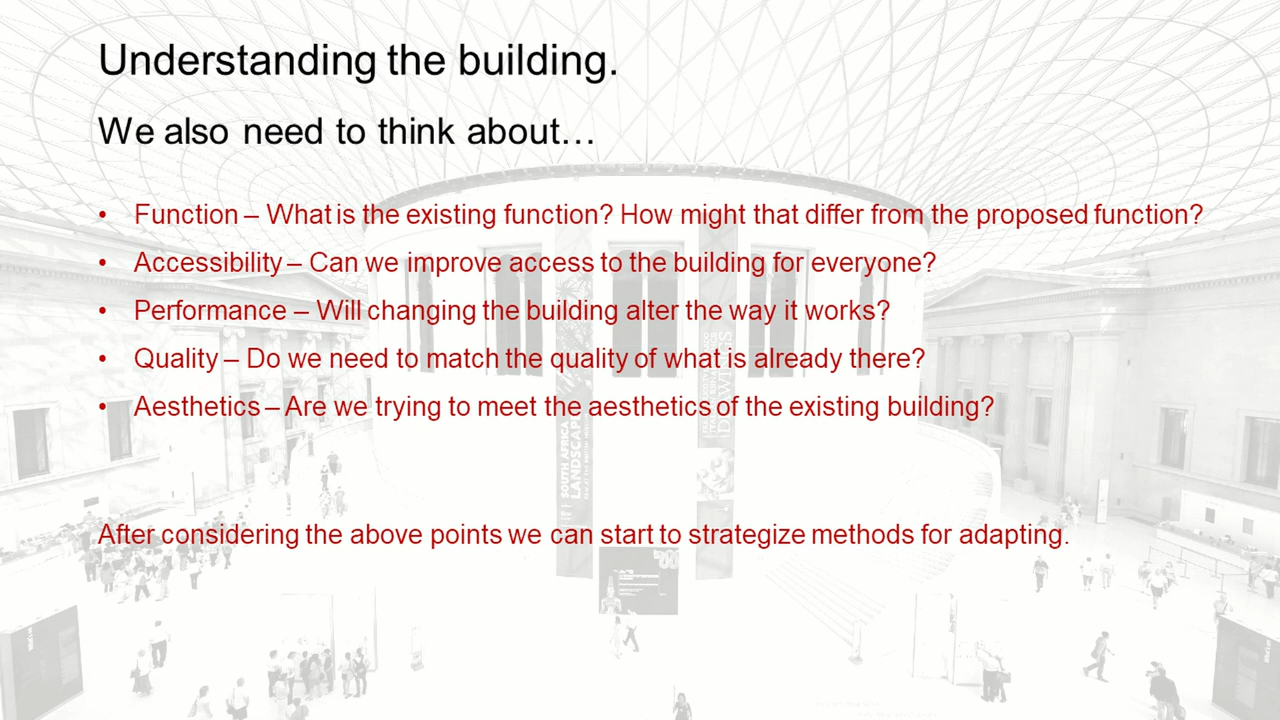 Understanding the building.
We also need to think about…
• Function – What is the existing function? How might that differ from the proposed function?
• Accessibility – Can we improve access to the building for everyone?
• Performance – Will changing the building alter the way it works?
• Quality – Do we need to match the quality of what is already there?
• Aesthetics – Are we trying to meet the aesthetics of the existing building?
After considering the above points we can start to strategize methods for adapting.
SOUTH AFRICA
LANDSCAPE